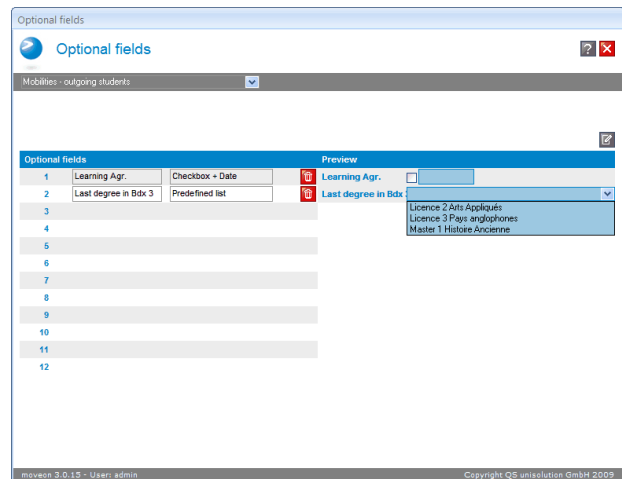 Optional fields
Optional fields
?
Mobilities - outgoing students
Optional fields Preview
1 Learning Agr. Checkbox + Date Learning Agr.
2 Last degree in Bdx 3 Predefined list Last degree in Bdx
Licence 2 Arts Appliqués
Licence 3 Pays anglophones
Master 1 Histoire Ancienne
3
4
5
6
7
8
9
10
11
12
moveon 3.0.15 - User: admin Copyright QS unisolution GmbH 2009